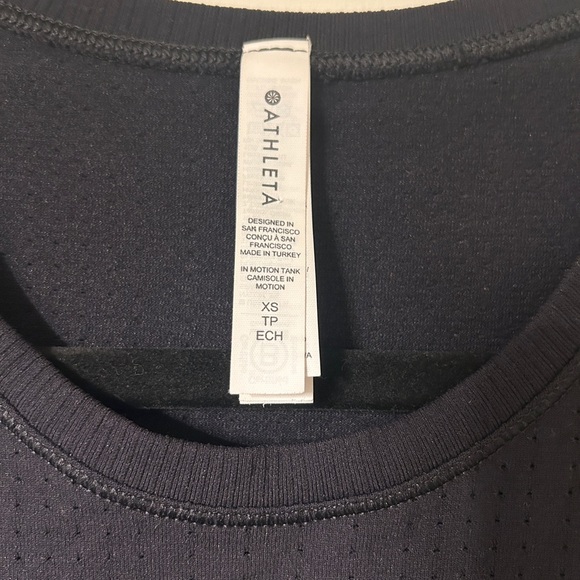 ATHLETA
DESIGNED IN
SAN FRANCISCO
CONÇU À SAN
FRANCISCO
MADE IN TURKEY
IN MOTION TANK
CAMISOLE IN
MOTION
XS
TP
ECH